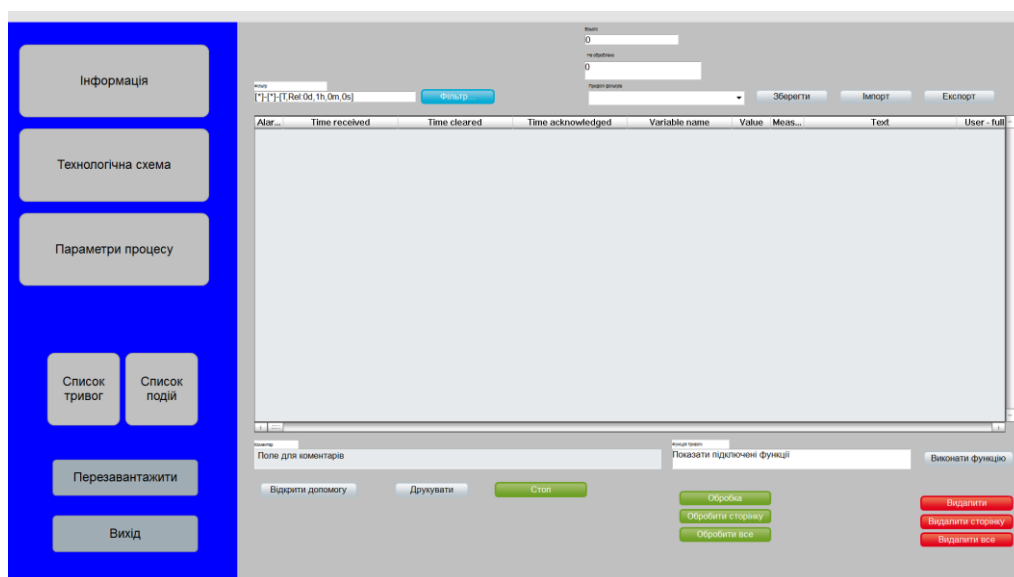 Інформація
Технологічна схема
Параметри процесу
Список
тривог
Список
подій
Перезавантажити
Вихід
0
0
[*]-[*]-[T,Rel:0d,1h,0m,0s]
Фільтр
Зберегти
Імпорт
Експорт
Alar... Time received Time cleared Time acknowledged Variable name Value Meas... Text User - full
Коментар
Поле для коментарів
Показати підключені функції
Виконати функцію
Відкрити допомогу
Друкувати
Стоп
Обробка
Обробити сторінку
Обробити все
Видалити
Видалити сторінку
Видалити все